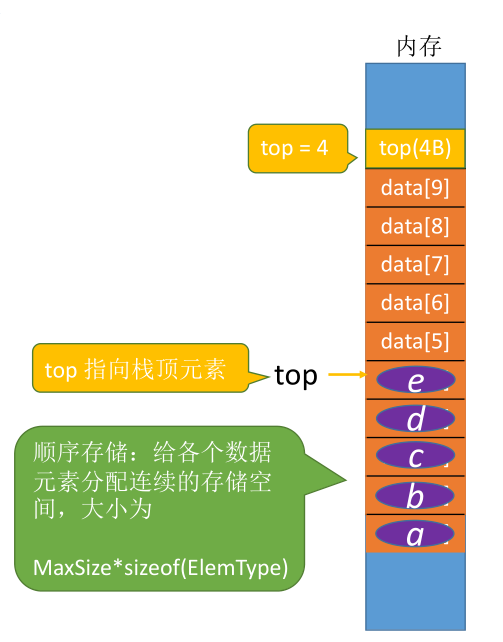 内存
top = 4
top(4B)
data[9]
data[8]
data[7]
data[6]
data[5]
top 指向栈顶元素
top
e
d
c
b
a
顺序存储：给各个数据
元素分配连续的存储空
间，大小为
MaxSize*sizeof(ElemType)